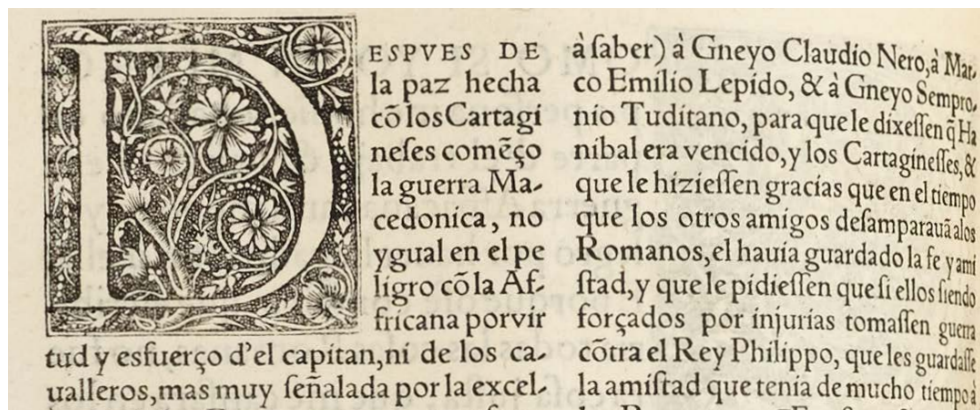 DESPVES DE
la paz hecha
cõ los Cartagi
neſes comẽço
la guerra Ma-
cedonica, no
ygual en el pe
ligro cõ la Af-
fricana por vir
tud y esfuerço d'el capitan, ni de los ca-
ualleros, mas muy ſeñalada por la excel-
à ſaber) à Gneyo Claudio Nero, à Mar-
co Emilio Lepido, & à Gneyo Sempro-
nio Tuditano, para que le dixeſſen q̃ Ha
nibal era vencido, y los Cartagineſſes, &
que le hizieſſen gracias que en el tiempo
que los otros amigos deſamparauã a los
Romanos, el hauia guardado la fe y ami
ſtad, y que le pidieſſen que ſi ellos ſiendo
forçados por injurias tomaſſen guerra
cõtra el Rey Philippo, que les guardaſſe
la amiſtad que tenia de mucho tiempo